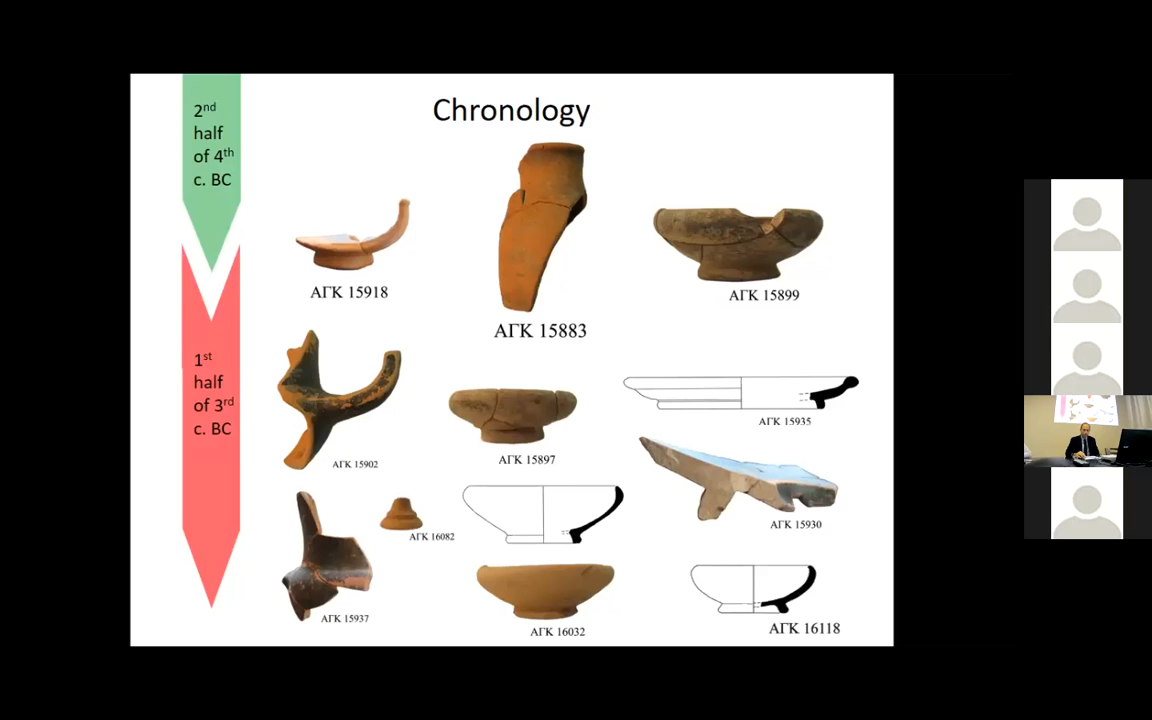 Chronology
2nd
half
of 4th
c. BC
ΑΓΚ 15918
ΑΓΚ 15883
ΑΓΚ 15899
1st
half
of 3rd
c. BC
ΑΓΚ 15902
ΑΓΚ 15897
ΑΓΚ 15935
ΑΓΚ 15930
ΑΓΚ 16082
ΑΓΚ 15937
ΑΓΚ 16032
ΑΓΚ 16118